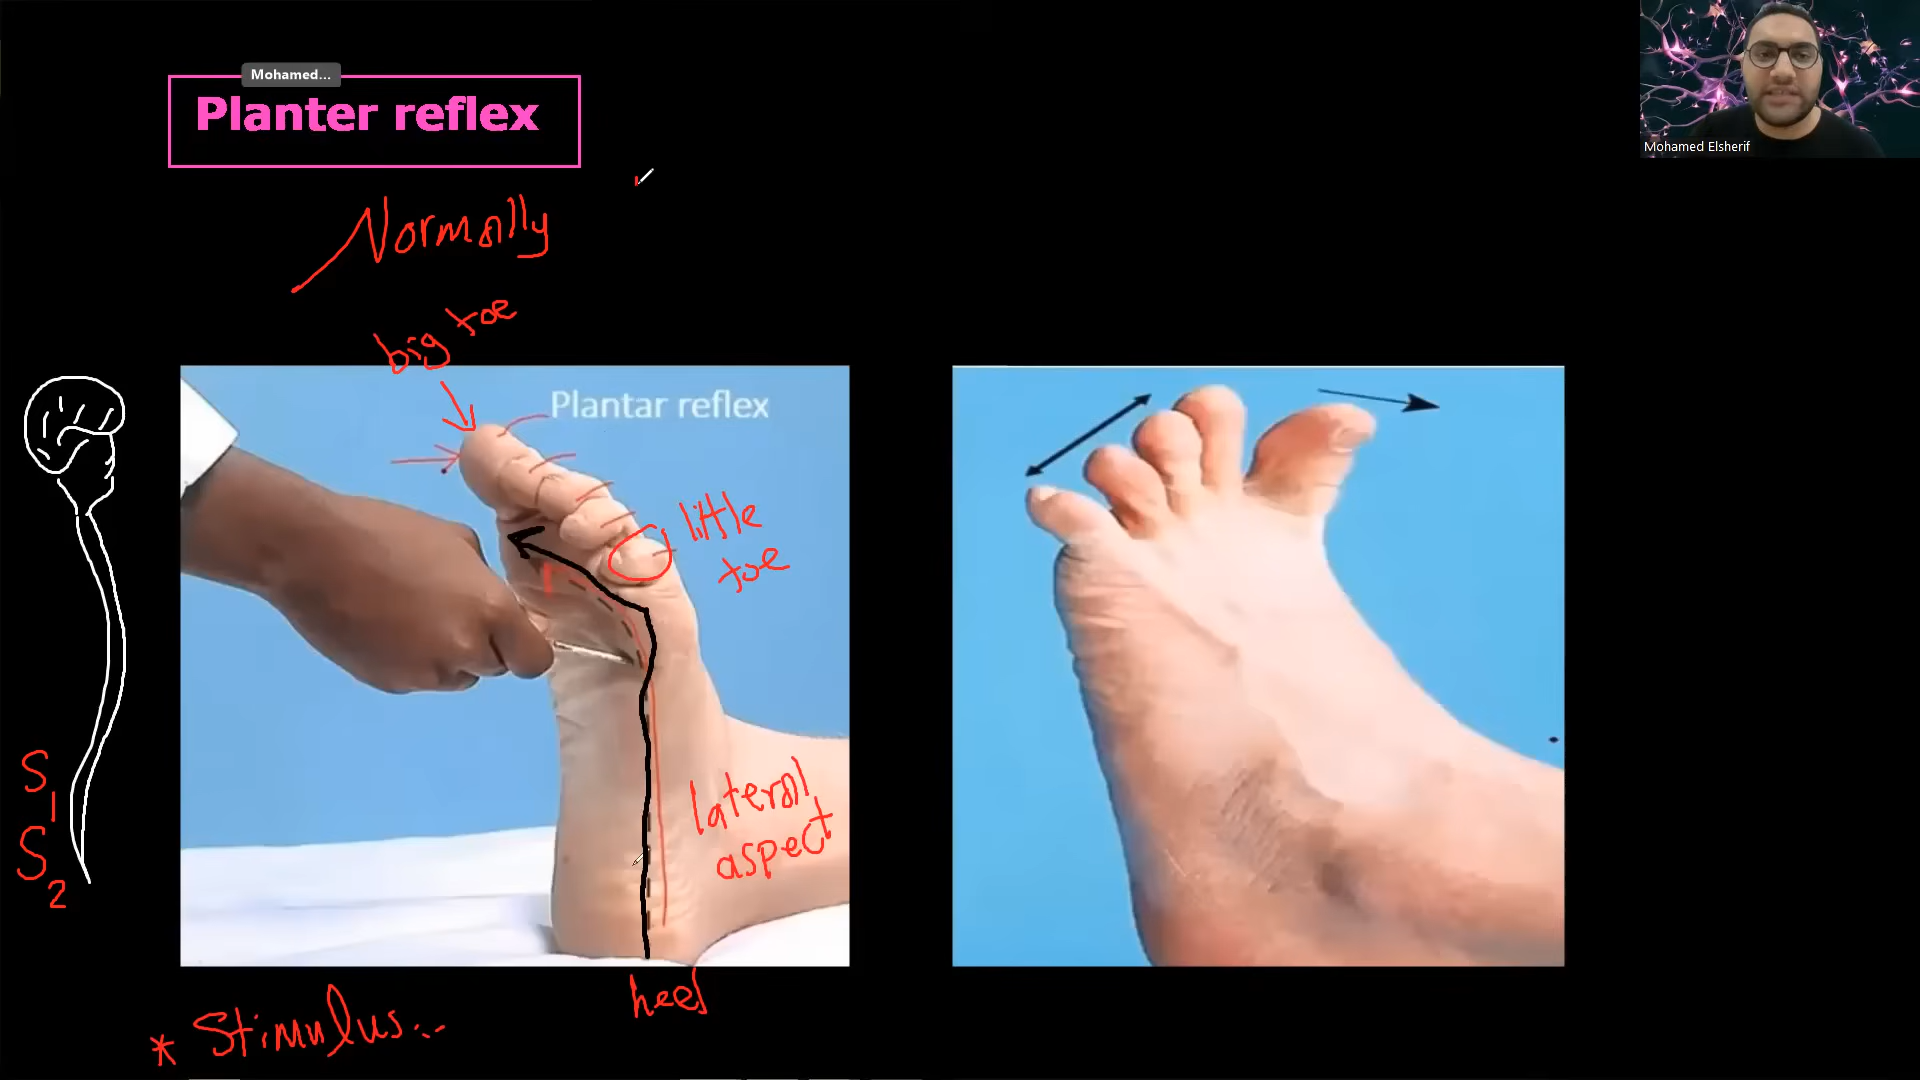 Mohamed...
Planter reflex
Mohamed Elsherif
Normally
big toe
Plantar reflex
little
toe
S1
S2
lateral
aspect
heel
* Stimulus...